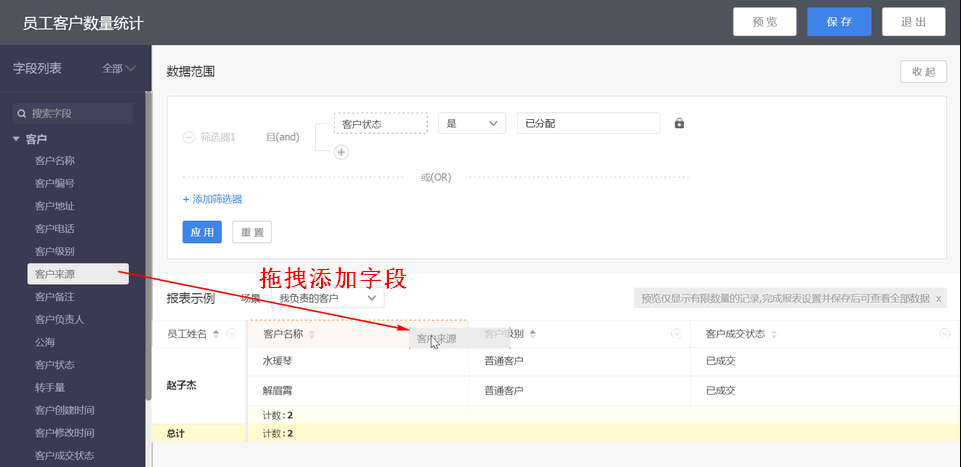 员工客户数量统计
预 览
保 存
退 出
字段列表
全部
搜索字段
客户
客户名称
客户编号
客户地址
客户电话
客户级别
客户来源
客户备注
客户负责人
公海
客户状态
转手量
客户创建时间
客户修改时间
客户成交状态
数据范围
收 起
筛选器1
且(and)
客户状态
是
已分配
或(OR)
+ 添加筛选器
应 用
重 置
拖拽添加字段
报表示例
场景
我负责的客户
预览仅显示有限数量的记录,完成报表设置并保存后可查看全部数据 x
员工姓名
客户名称
客户来源
客户级别
客户成交状态
赵子杰
水瑷琴
普通客户
已成交
解眉霄
普通客户
已成交
计数: 2
总计
计数: 2